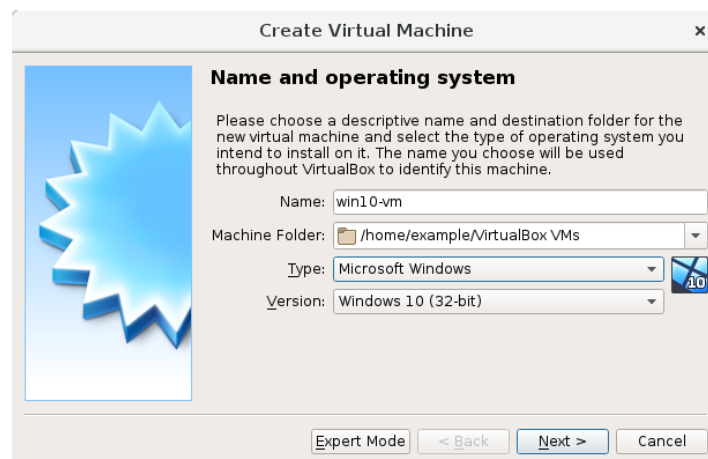 Create Virtual Machine
Name and operating system
Please choose a descriptive name and destination folder for the
new virtual machine and select the type of operating system you
intend to install on it. The name you choose will be used
throughout VirtualBox to identify this machine.
Name: win10-vm
Machine Folder: /home/example/VirtualBox VMs
Type: Microsoft Windows
10
Version: Windows 10 (32-bit)
Expert Mode < Back Next > Cancel